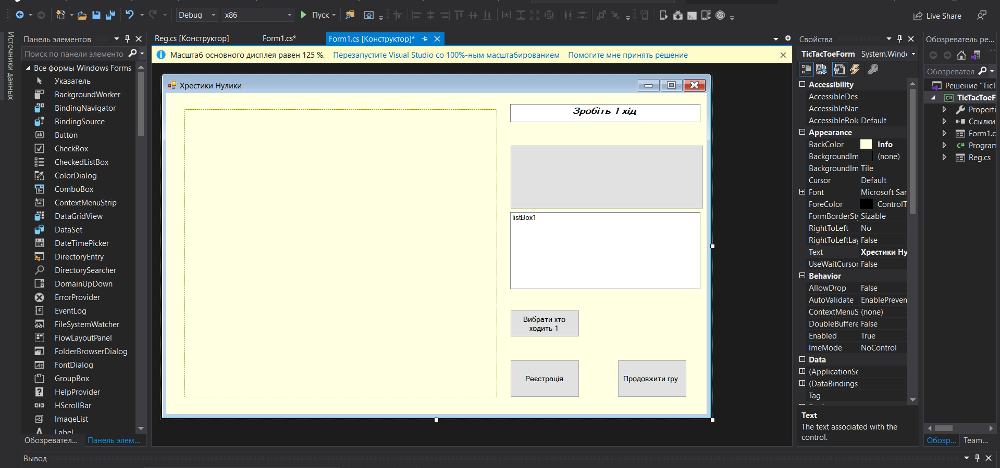 Debug
x86
Пуск
Live Share
Источники данных
Панель элементов
Поиск по панели элементо
Все формы Windows Forms
Указатель
BackgroundWorker
BindingNavigator
BindingSource
Button
CheckBox
CheckedListBox
ColorDialog
ComboBox
ContextMenuStrip
DataGridView
DataSet
DateTimePicker
DirectoryEntry
DirectorySearcher
DomainUpDown
ErrorProvider
EventLog
FileSystemWatcher
FlowLayoutPanel
FolderBrowserDialog
FontDialog
GroupBox
HelpProvider
HScrollBar
ImageList
Label
Обозревател...
Панель элем...
Reg.cs [Конструктор]
Form1.cs*
Form1.cs [Конструктор]*
Масштаб основного дисплея равен 125 %.
Перезапустите Visual Studio со 100%-ным масштабированием
Помогите мне принять решение
Хрестики Нулики
Зробіть 1 хід
listBox1
Вибрати хто
ходить 1
Реєстрація
Продовжити гру
Свойства
TicTacToeForm System.Windo
Accessibility
AccessibleDes
AccessibleNan
AccessibleRole Default
Appearance
BackColor Info
BackgroundIm (none)
BackgroundIm Tile
Cursor Default
Font Microsoft San
ForeColor ControlT
FormBorderSty Sizable
RightToLeft No
RightToLeftLay False
Text Хрестики Ну
UseWaitCursor False
Behavior
AllowDrop False
AutoValidate EnablePreven
ContextMenuS (none)
DoubleBuffere False
Enabled True
ImeMode NoControl
Data
(ApplicationSe
(DataBindings
Tag
Text
The text associated with the
control.
Обозреватель ре...
Обозревател
Решение "TicT
TicTacToeF
Properti
Ссылки
Form1.c
Program
Reg.cs
Обозр...
Team...
Вывод